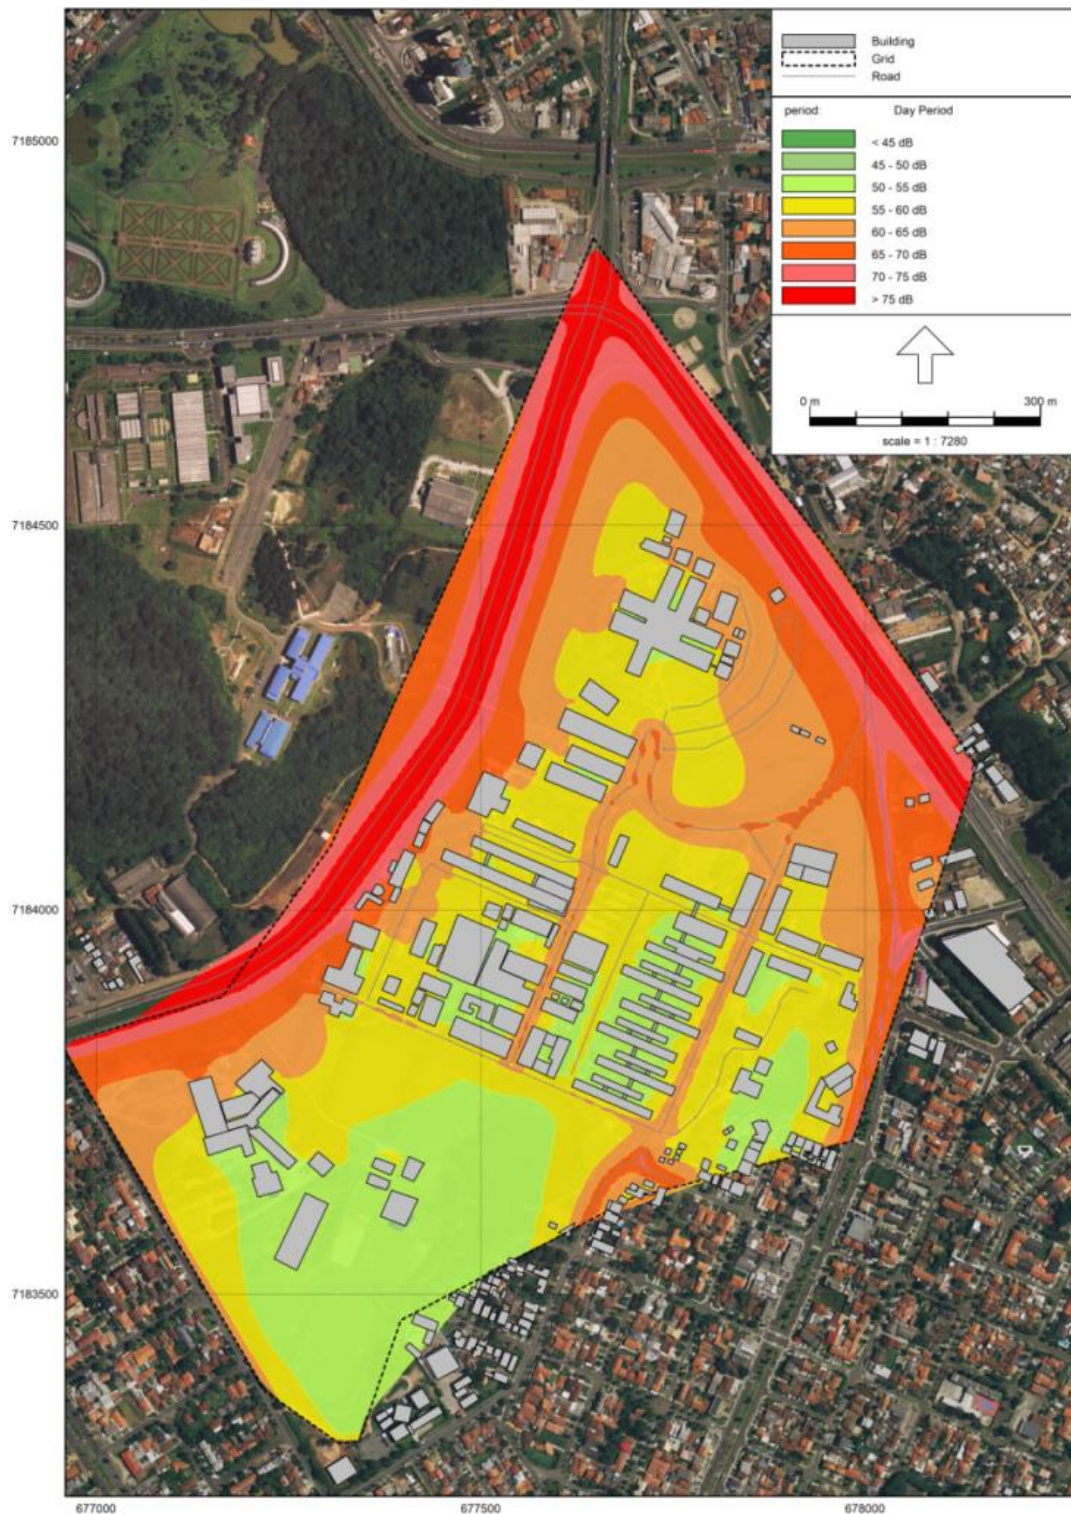 Building
Grid
Road
period: Day Period
< 45 dB
45 - 50 dB
50 - 55 dB
55 - 60 dB
60 - 65 dB
65 - 70 dB
70 - 75 dB
> 75 dB
0 m 300 m
scale = 1 : 7280
7185000
7184500
7184000
7183500
677000 677500 678000